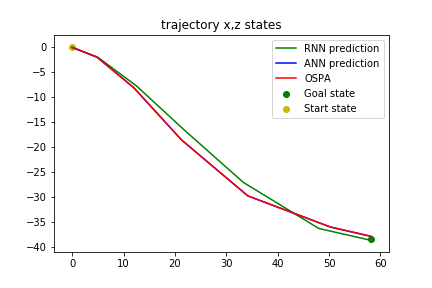 trajectory x,z states
RNN prediction
ANN prediction
OSPA
Goal state
Start state
0
−5
−10
−15
−20
−25
−30
−35
−40
0 10 20 30 40 50 60